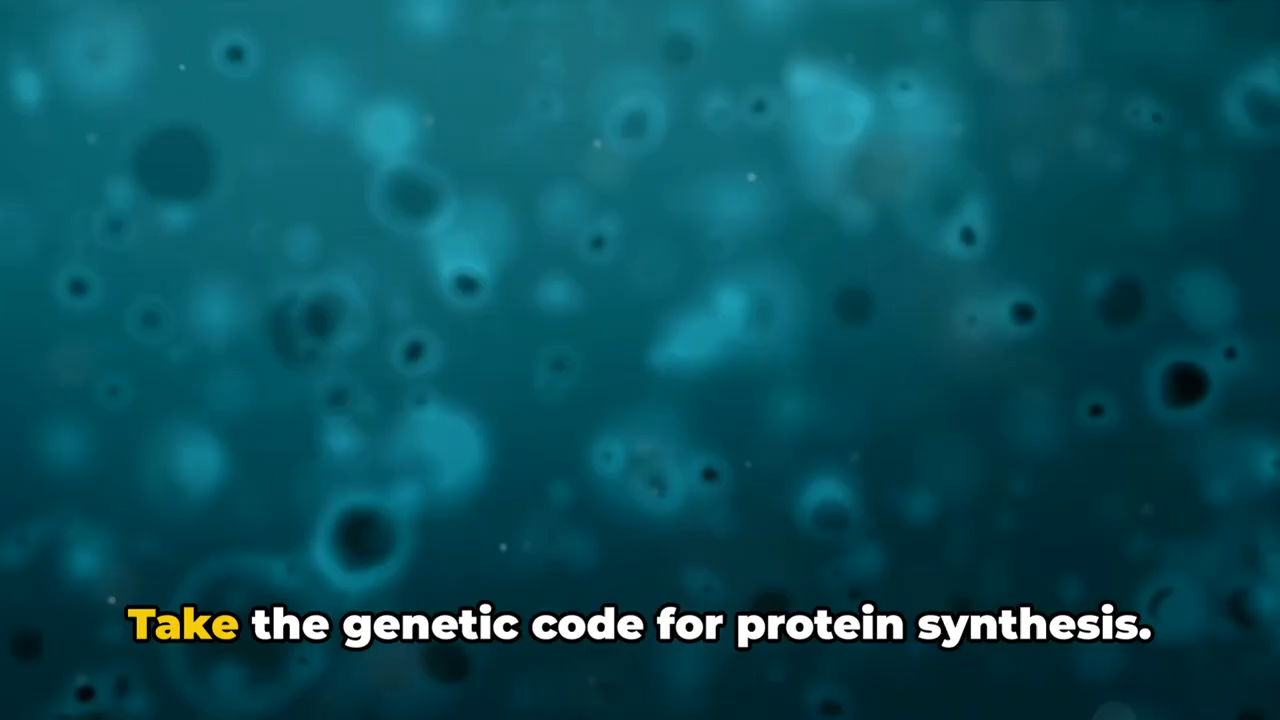 Take the genetic code for protein synthesis.